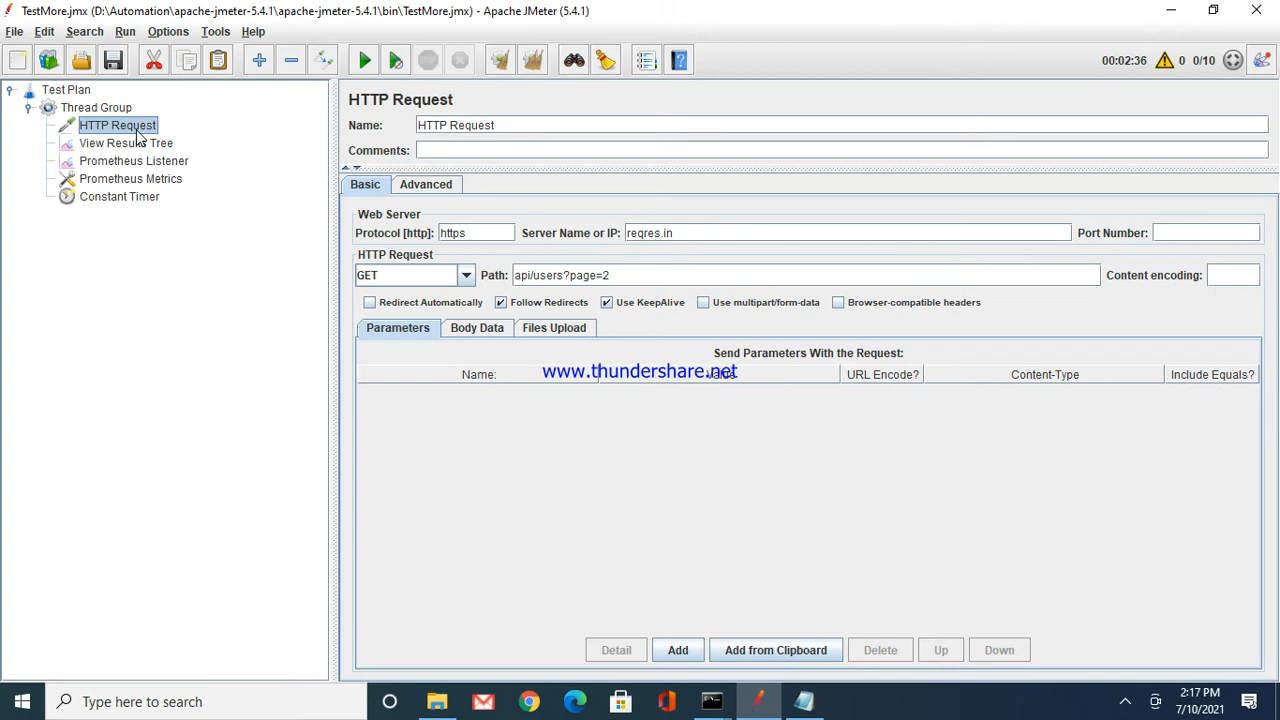 TestMore.jmx (D:\Automation\apache-jmeter-5.4.1\apache-jmeter-5.4.1\bin\TestMore.jmx) - Apache JMeter (5.4.1)
File Edit Search Run Options Tools Help
00:02:36 0 0/10
Test Plan
Thread Group
HTTP Request
View Results Tree
Prometheus Listener
Prometheus Metrics
Constant Timer
HTTP Request
Name: HTTP Request
Comments:
Basic Advanced
Web Server
Protocol [http]: https Server Name or IP: reqres.in Port Number:
HTTP Request
GET Path: api/users?page=2 Content encoding:
Redirect Automatically Follow Redirects Use KeepAlive Use multipart/form-data Browser-compatible headers
Parameters Body Data Files Upload
Send Parameters With the Request:
www.thundershare.net
Name: Value URL Encode? Content-Type Include Equals?
Detail Add Add from Clipboard Delete Up Down
Type here to search
2:17 PM
7/10/2021